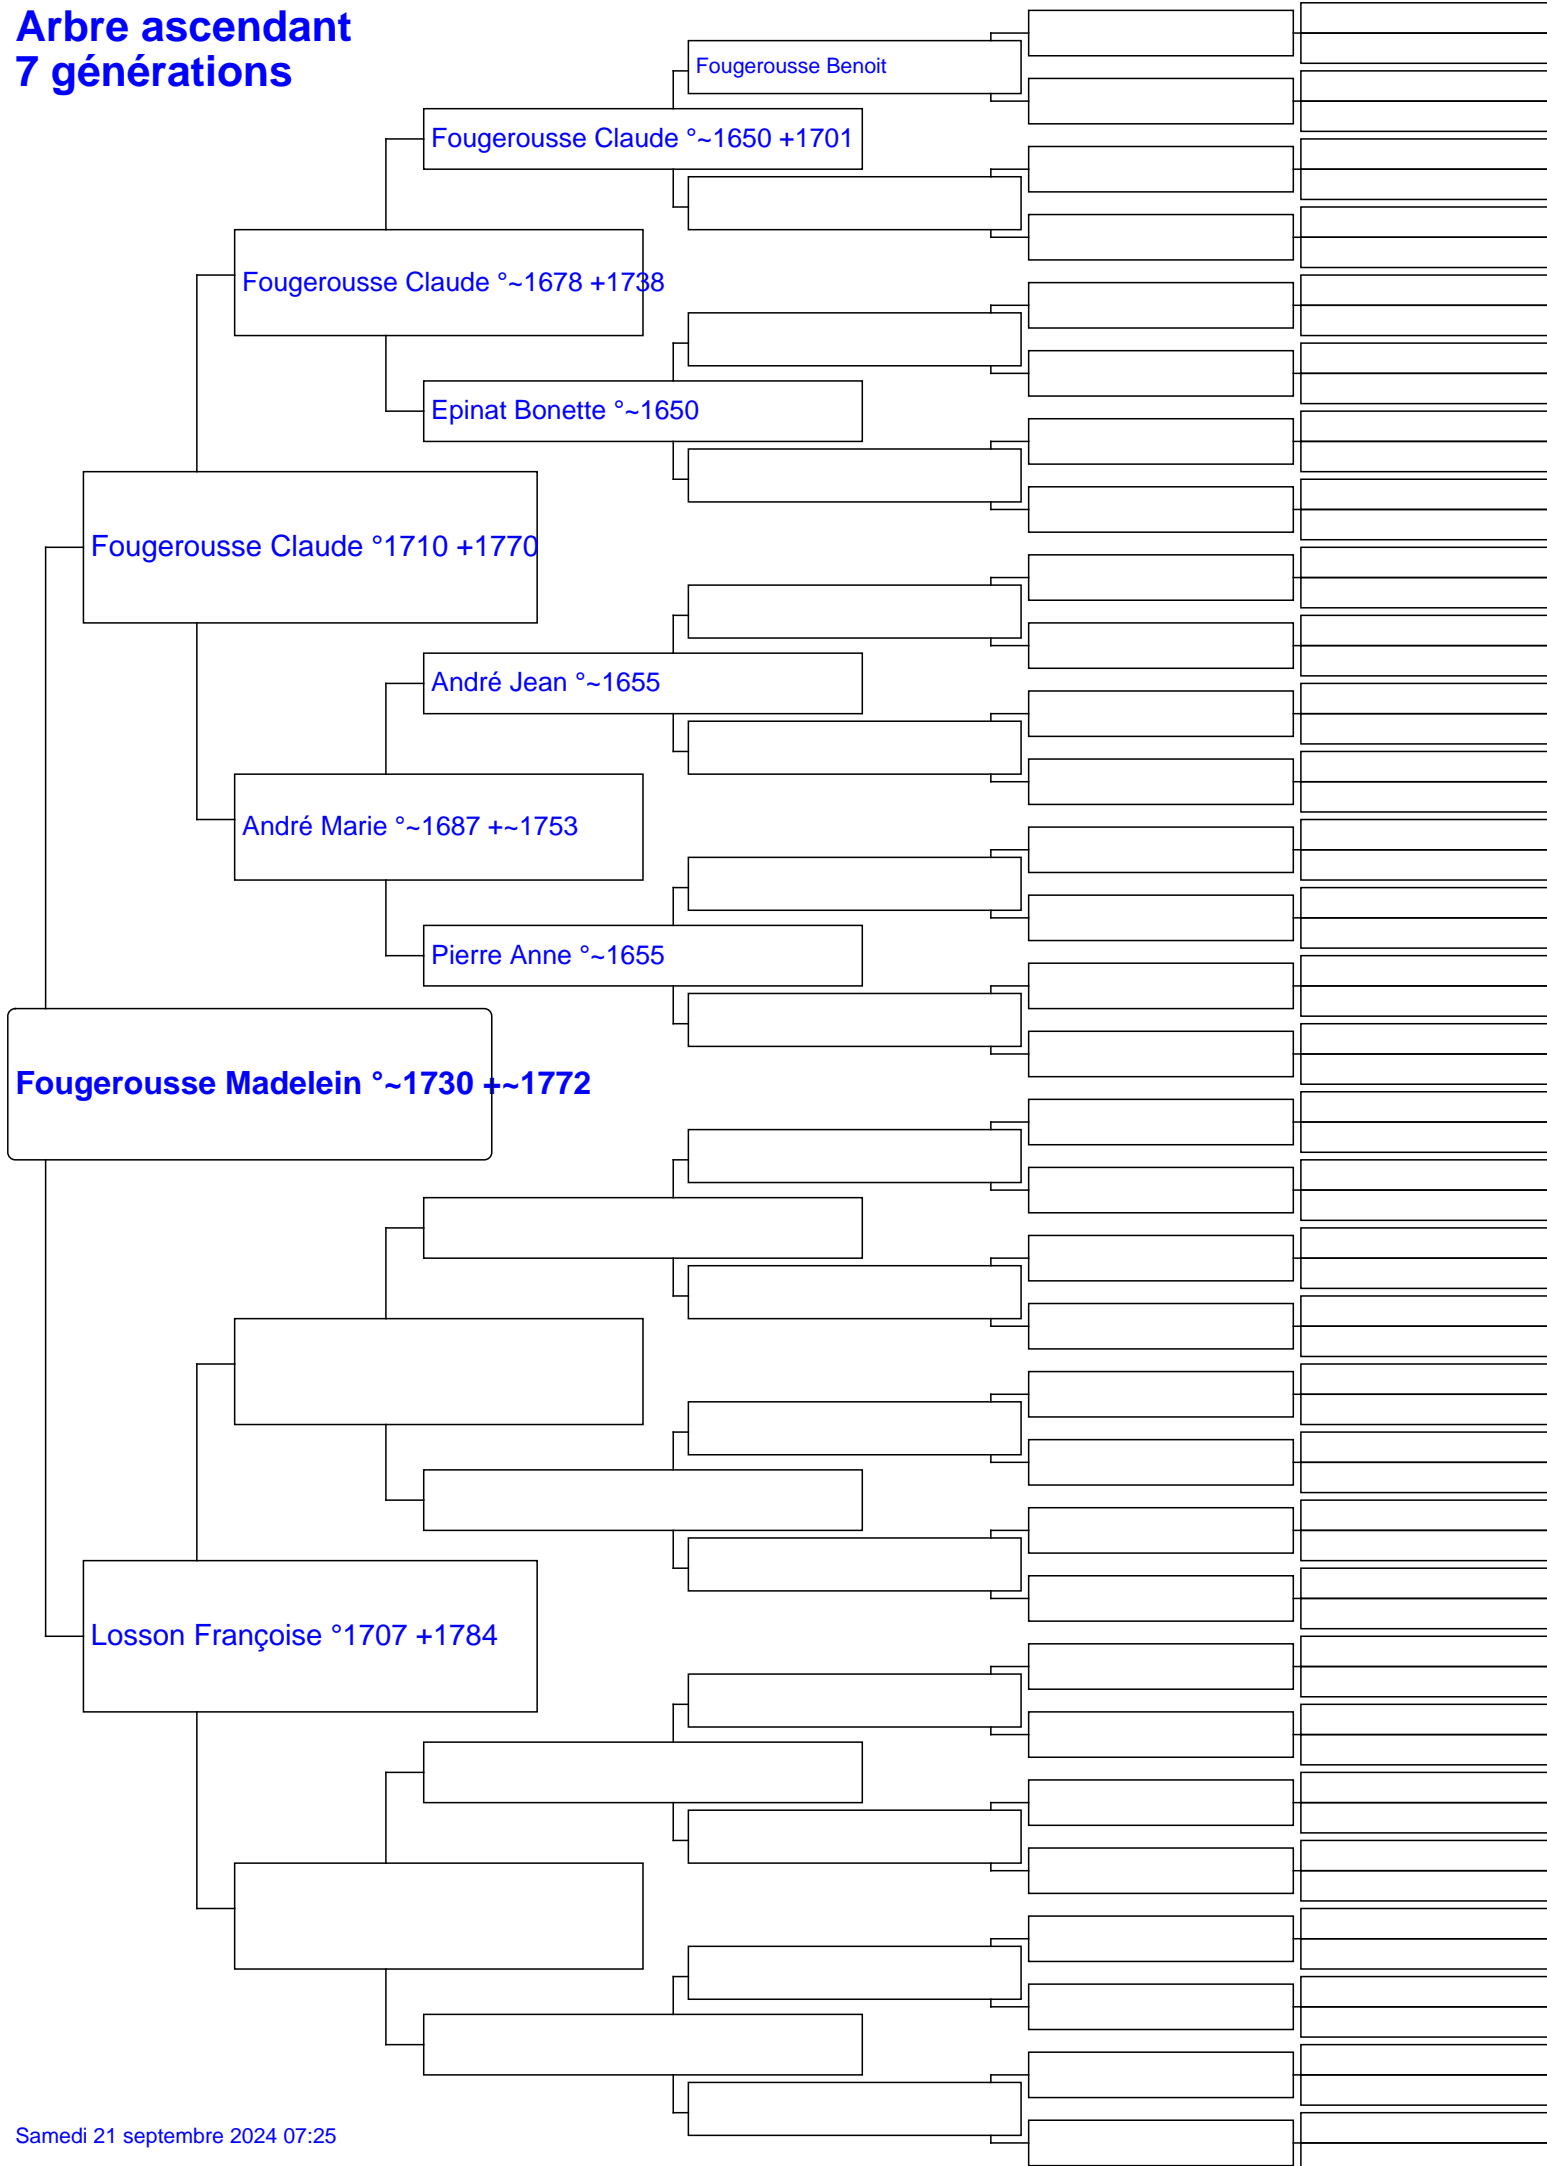 Arbre ascendant
7 générations
Fougerousse Benoit
Fougerousse Claude °~1650 +1701
Fougerousse Claude °~1678 +1738
Epinat Bonette °~1650
Fougerousse Claude °1710 +1770
André Jean °~1655
André Marie °~1687 +~1753
Pierre Anne °~1655
Fougerousse Madelein °~1730 +~1772
Losson Françoise °1707 +1784
Samedi 21 septembre 2024 07:25